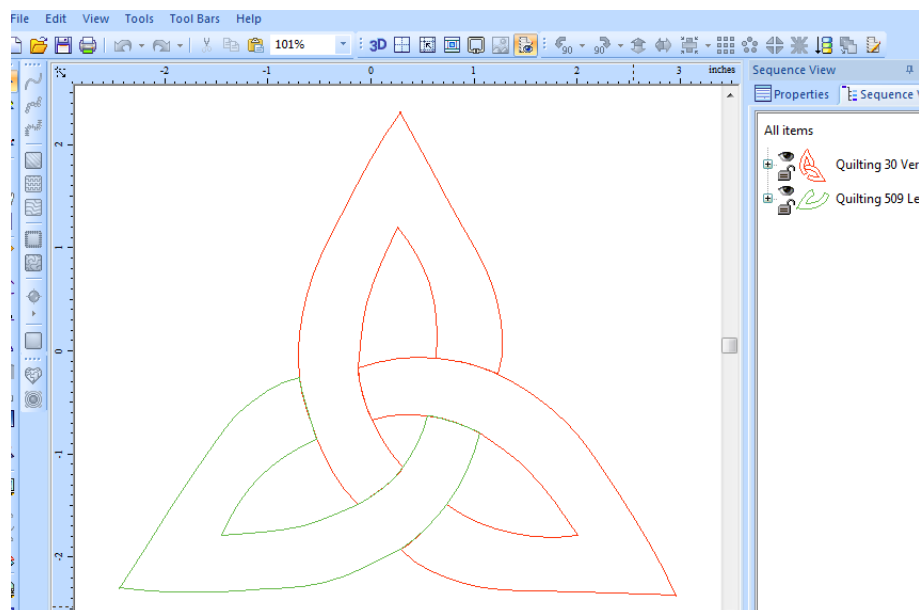 File Edit View Tools Tool Bars Help
101% 3D 90 90
-2 -1 0 1 2 3 inches
Sequence View
Properties Sequence V
All items
Quilting 30 Ver
Quilting 509 Le
2
1
0
-1
-2